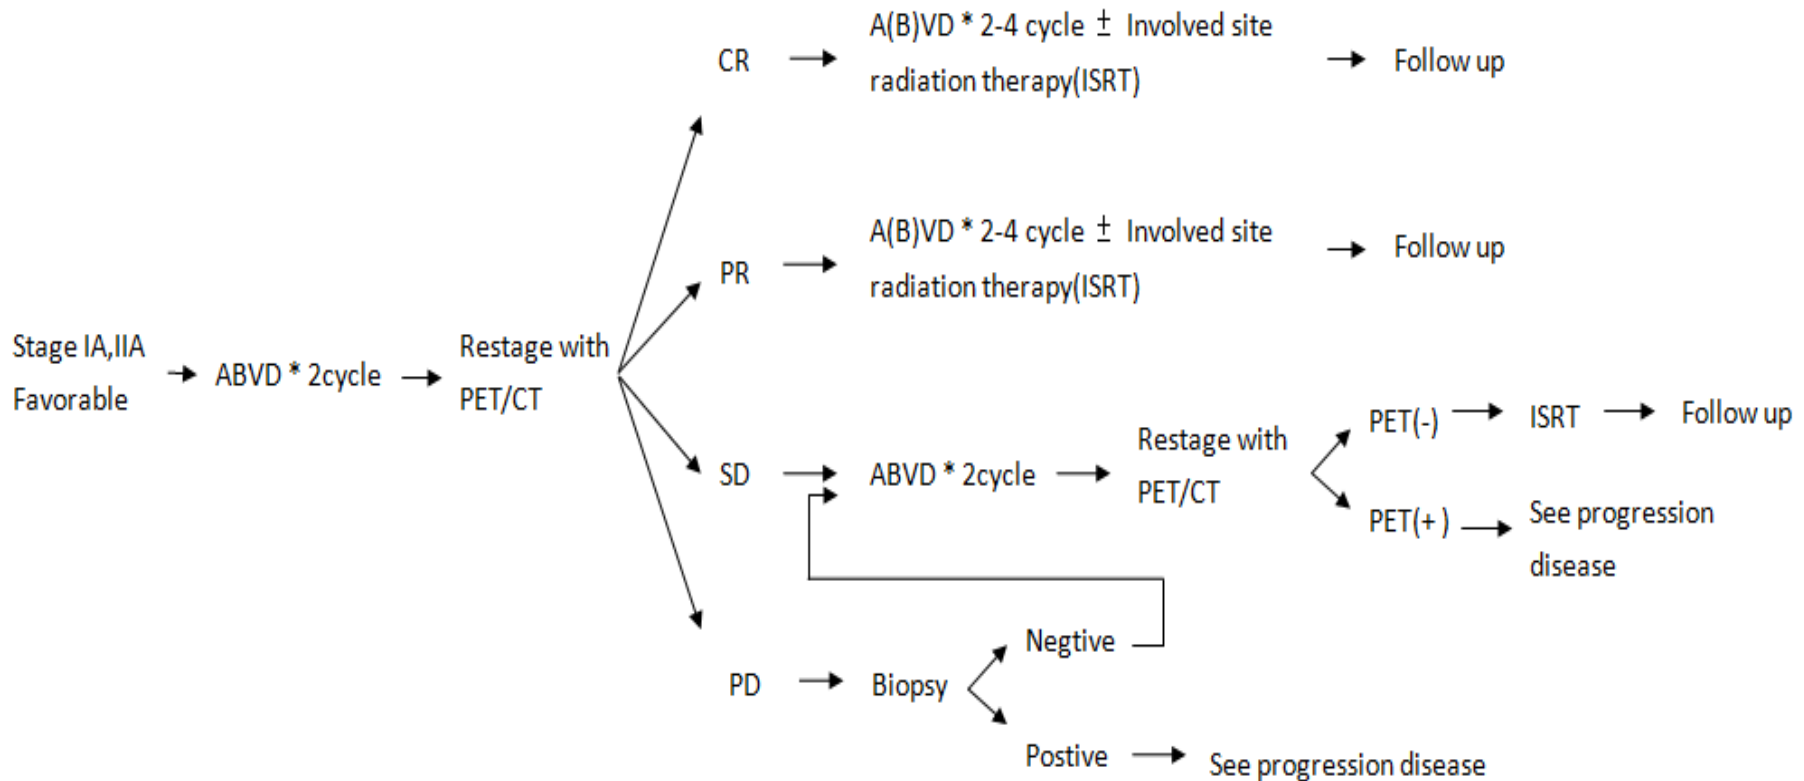 CR
A(B)VD * 2-4 cycle ± Involved site
radiation therapy(ISRT)
Follow up
PR
A(B)VD * 2-4 cycle ± Involved site
radiation therapy(ISRT)
Follow up
Stage IA,IIA
Favorable
ABVD * 2cycle
Restage with
PET/CT
SD
ABVD * 2cycle
Restage with
PET/CT
PET(-)
ISRT
Follow up
PET(+ )
See progression
disease
PD
Biopsy
Negtive
Postive
See progression disease